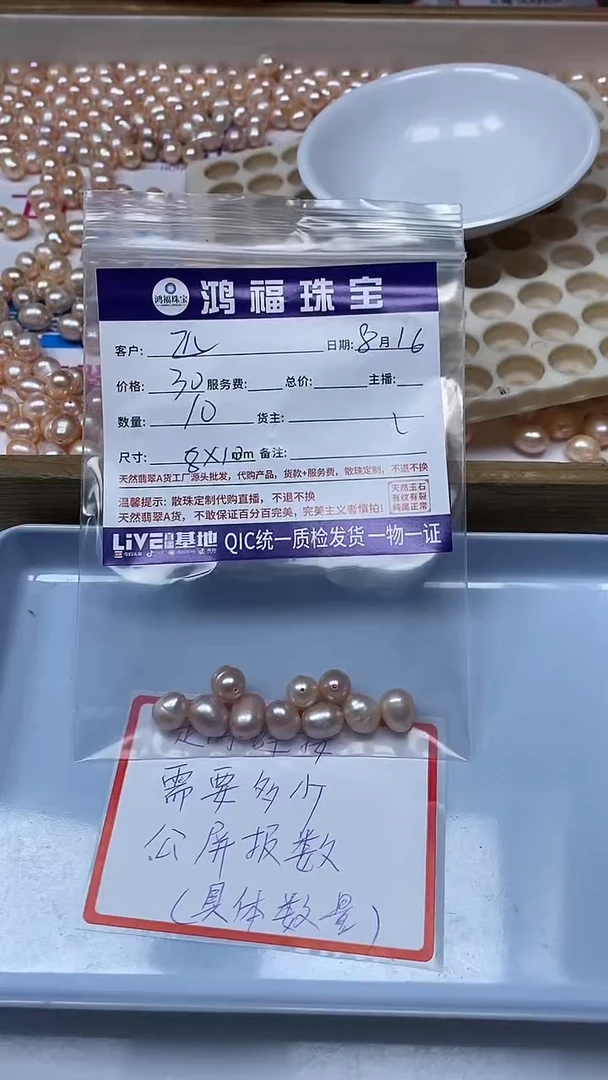 鸿福珠宝
鸿福珠宝
客户: 日期: 8月16
价格: 30 服务费: 总价: 主播:
数量: 10 货主:
尺寸: 8X10mm 备注:
天然翡翠A货工厂源头批发，代购产品，货款+服务费，散珠定制，不退不换
温馨提示: 散珠定制代购直播，不退不换
天然翡翠A货，不敢保证百分百完美，完美主义者慎拍!
天然玉石
有纹有裂
纯属正常
LIVE 直播基地 QIC统一质检发货 一物一证
需要多少
公屏报数
(具体数量)